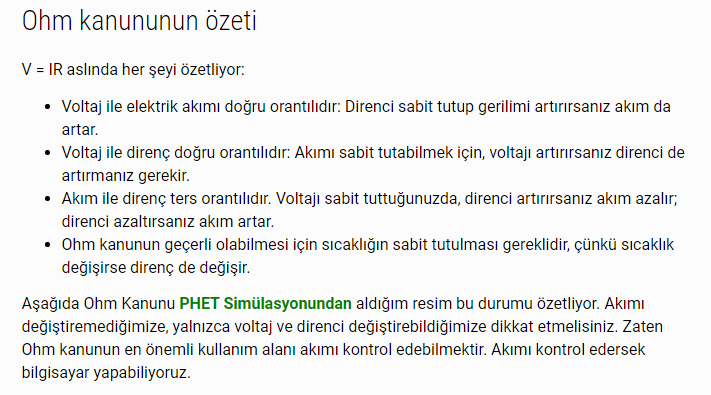 Ohm kanununun özeti
V = IR aslında her şeyi özetliyor:
• Voltaj ile elektrik akımı doğru orantılıdır: Direnci sabit tutup gerilimi artırırsanız akım da
artar.
• Voltaj ile direnç doğru orantılıdır: Akımı sabit tutabilmek için, voltajı artırırsanız direnci de
artırmanız gerekir.
• Akım ile direnç ters orantılıdır. Voltajı sabit tuttuğunuzda, direnci artırırsanız akım azalır;
direnci azaltırsanız akım artar.
• Ohm kanunun geçerli olabilmesi için sıcaklığın sabit tutulması gereklidir, çünkü sıcaklık
değişirse direnç de değişir.
Aşağıda Ohm Kanunu PHET Simülasyonundan aldığım resim bu durumu özetliyor. Akımı
değiştiremediğimize, yalnızca voltaj ve direnci değiştirebildiğimize dikkat etmelisiniz. Zaten
Ohm kanunun en önemli kullanım alanı akımı kontrol edebilmektir. Akımı kontrol edersek
bilgisayar yapabiliyoruz.